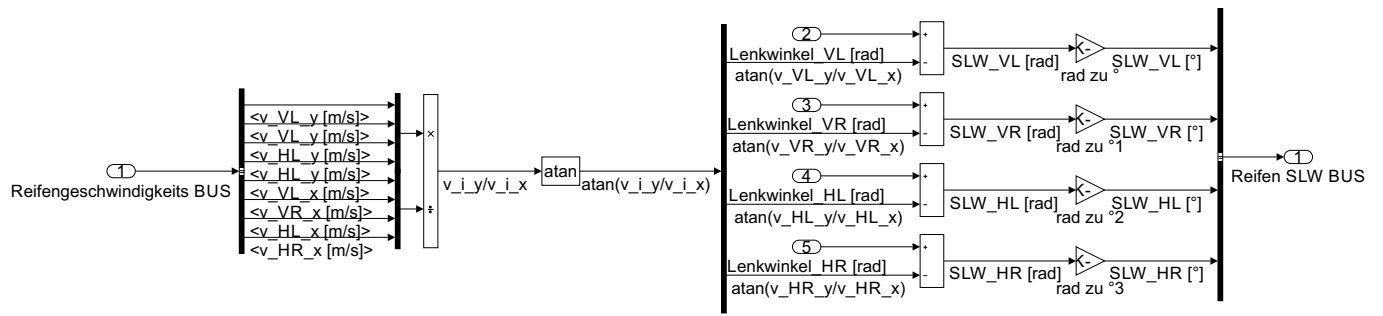 1
Reifengeschwindigkeits BUS
<v_VL_y [m/s]>
<v_VL_y [m/s]>
<v_HL_y [m/s]>
<v_HL_y [m/s]>
<v_VL_x [m/s]>
<v_VR_x [m/s]>
<v_HL_x [m/s]>
<v_HR_x [m/s]>
×
÷
v_i_y/v_i_x
atan
atan(v_i_y/v_i_x)
2
Lenkwinkel_VL [rad]
atan(v_VL_y/v_VL_x)
+
-
SLW_VL [rad]
K-
rad zu °
SLW_VL [°]
3
Lenkwinkel_VR [rad]
atan(v_VR_y/v_VR_x)
+
-
SLW_VR [rad]
K-
rad zu °1
SLW_VR [°]
4
Lenkwinkel_HL [rad]
atan(v_HL_y/v_HL_x)
+
-
SLW_HL [rad]
K-
rad zu °2
SLW_HL [°]
5
Lenkwinkel_HR [rad]
atan(v_HR_y/v_HR_x)
+
-
SLW_HR [rad]
K-
rad zu °3
SLW_HR [°]
1
Reifen SLW BUS